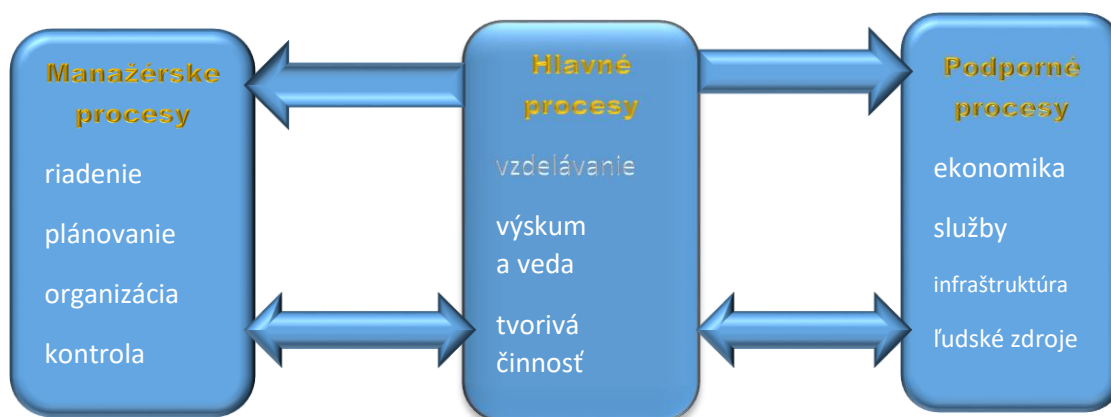 Manažérske
procesy
riadenie
plánovanie
organizácia
kontrola
Hlavné
procesy
vzdelávanie
výskum
a veda
tvorivá
činnosť
Podporné
procesy
ekonomika
služby
infraštruktúra
ľudské zdroje